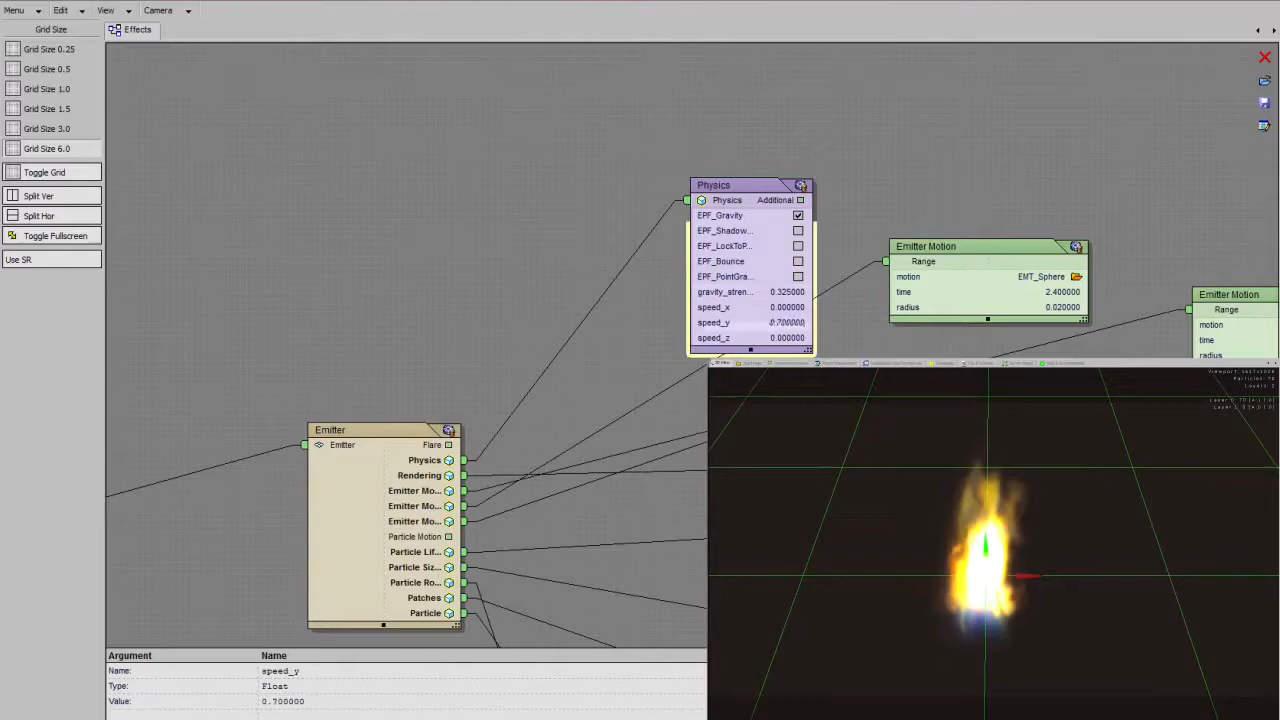 Menu Edit View Camera
Grid Size
Effects
Grid Size 0.25
Grid Size 0.5
Grid Size 1.0
Grid Size 1.5
Grid Size 3.0
Grid Size 6.0
Toggle Grid
Split Ver
Split Hor
Toggle Fullscreen
Use SR
Physics
Physics Additional
EPF_Gravity
EPF_Shadow...
EPF_LockToP...
EPF_Bounce
EPF_PointGra...
gravity_stren... 0.325000
speed_x 0.000000
speed_y 0.700000
speed_z 0.000000
Emitter Motion
Range
motion EMT_Sphere
time 2.400000
radius 0.020000
Emitter Motion
Range
motion
time
radius
Emitter
Emitter Flare
Physics
Rendering
Emitter Mo...
Emitter Mo...
Emitter Mo...
Particle Motion
Particle Lif...
Particle Siz...
Particle Ro...
Patches
Particle
Argument Name
Name: speed_y
Type: Float
Value: 0.700000